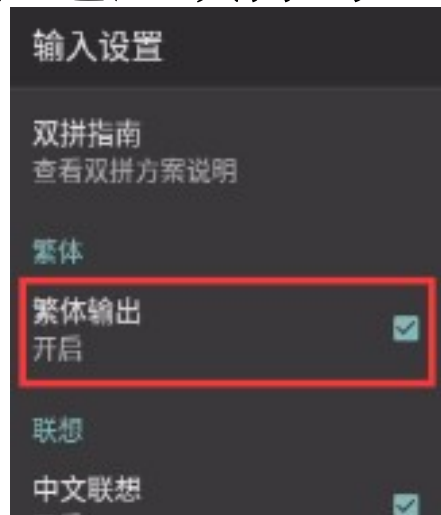 输入设置
双拼指南
查看双拼方案说明
繁体
繁体输出
开启
联想
中文联想